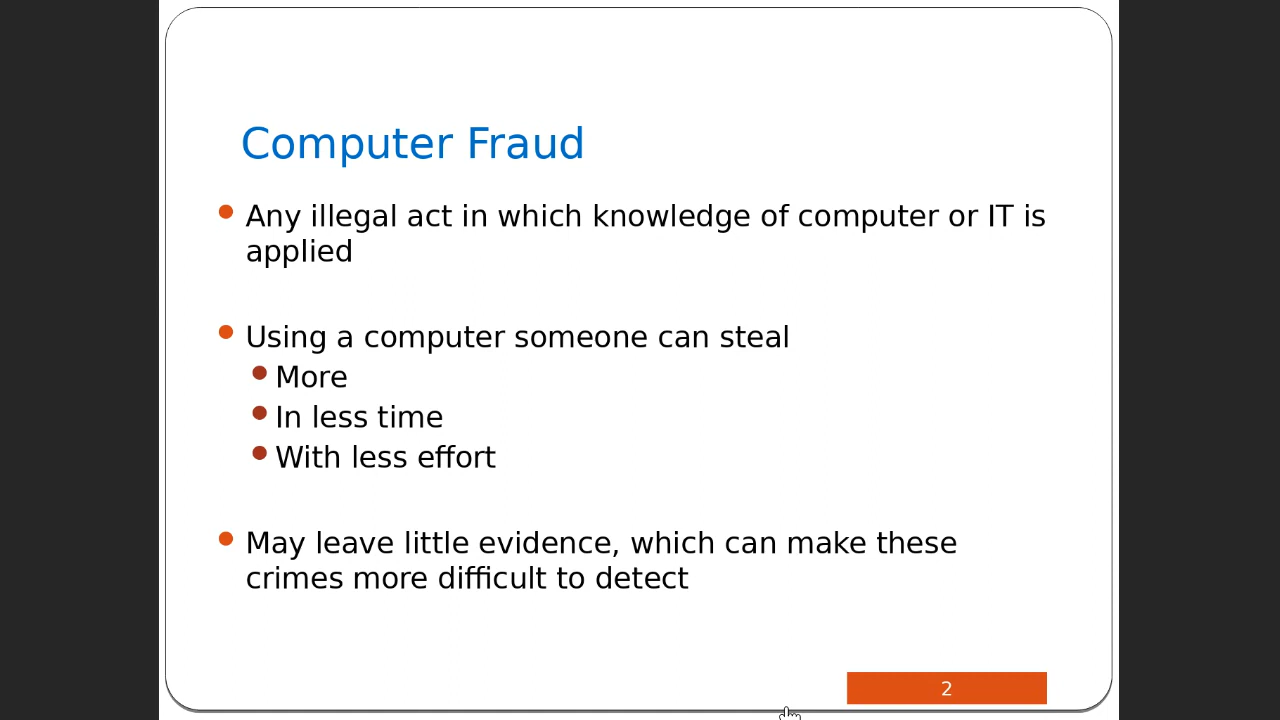 Computer Fraud
Any illegal act in which knowledge of computer or IT is
applied
Using a computer someone can steal
More
In less time
With less effort
May leave little evidence, which can make these
crimes more difficult to detect
2